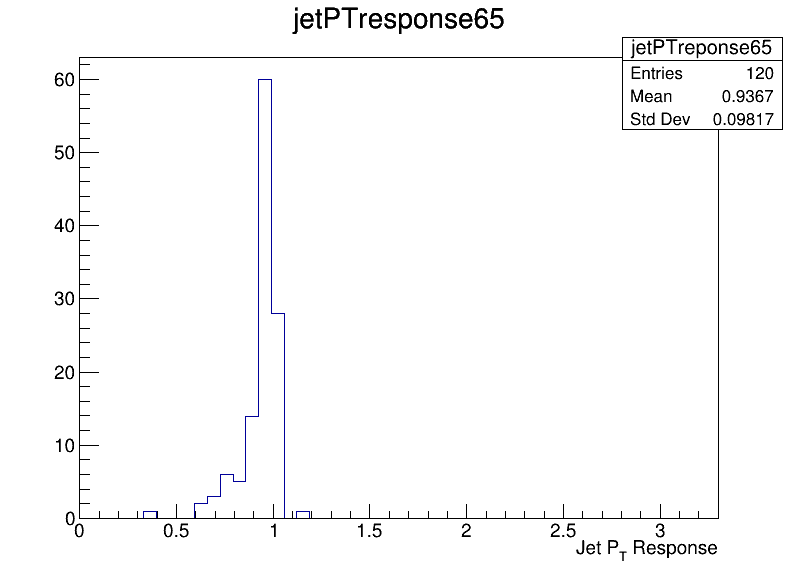 jetPTresponse65
jetPTreponse65
Entries 120
Mean 0.9367
Std Dev 0.09817
60
50
40
30
20
10
0
0 0.5 1 1.5 2 2.5 3
Jet PT Response